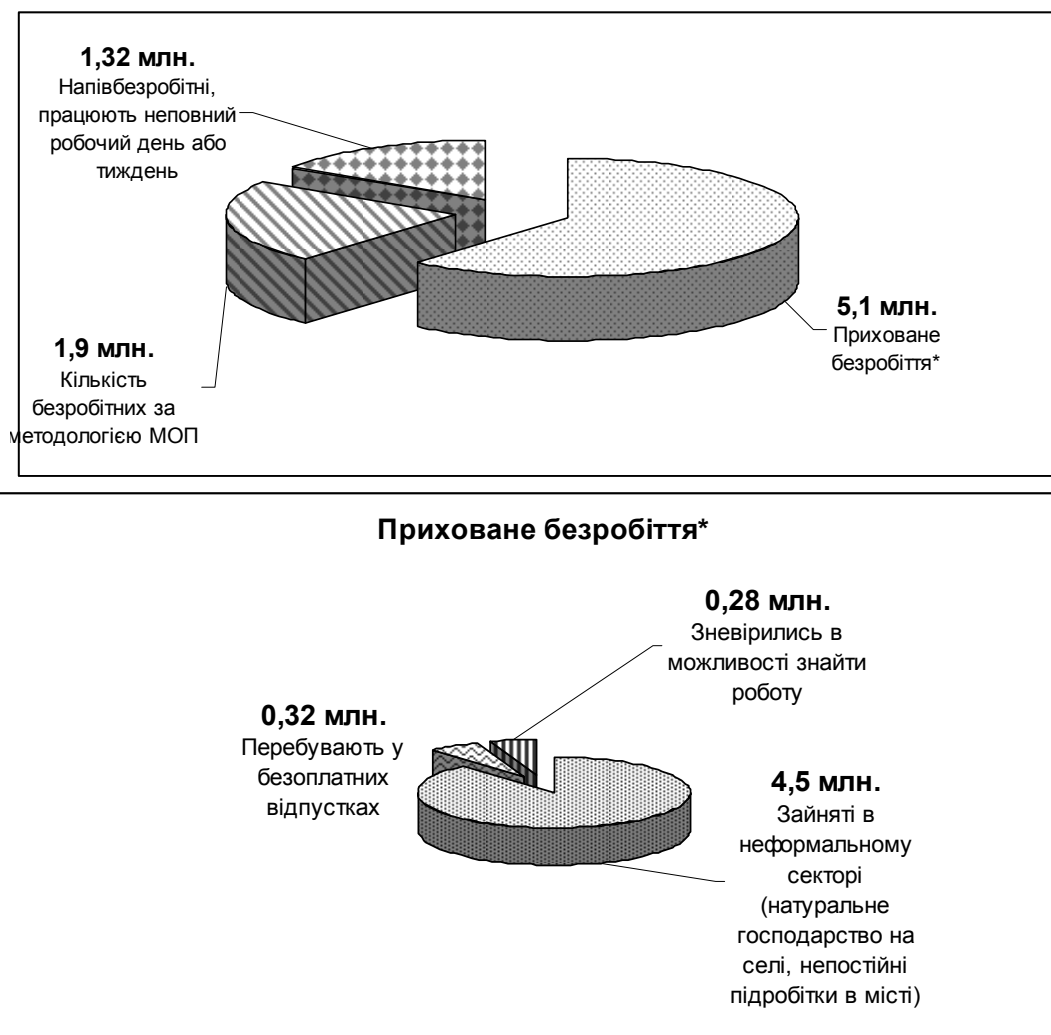 1,32 млн.
Напівбезробітні,
працюють неповний
робочий день або
тиждень
5,1 млн.
Приховане
безробіття*
1,9 млн.
Кількість
безробітних за
методологією МОП
Приховане безробіття*
0,28 млн.
Зневірились в
можливості знайти
роботу
0,32 млн.
Перебувають у
безоплатних
відпустках
4,5 млн.
Зайняті в
неформальному
секторі
(натуральне
господарство на
селі, непостійні
підробітки в місті)